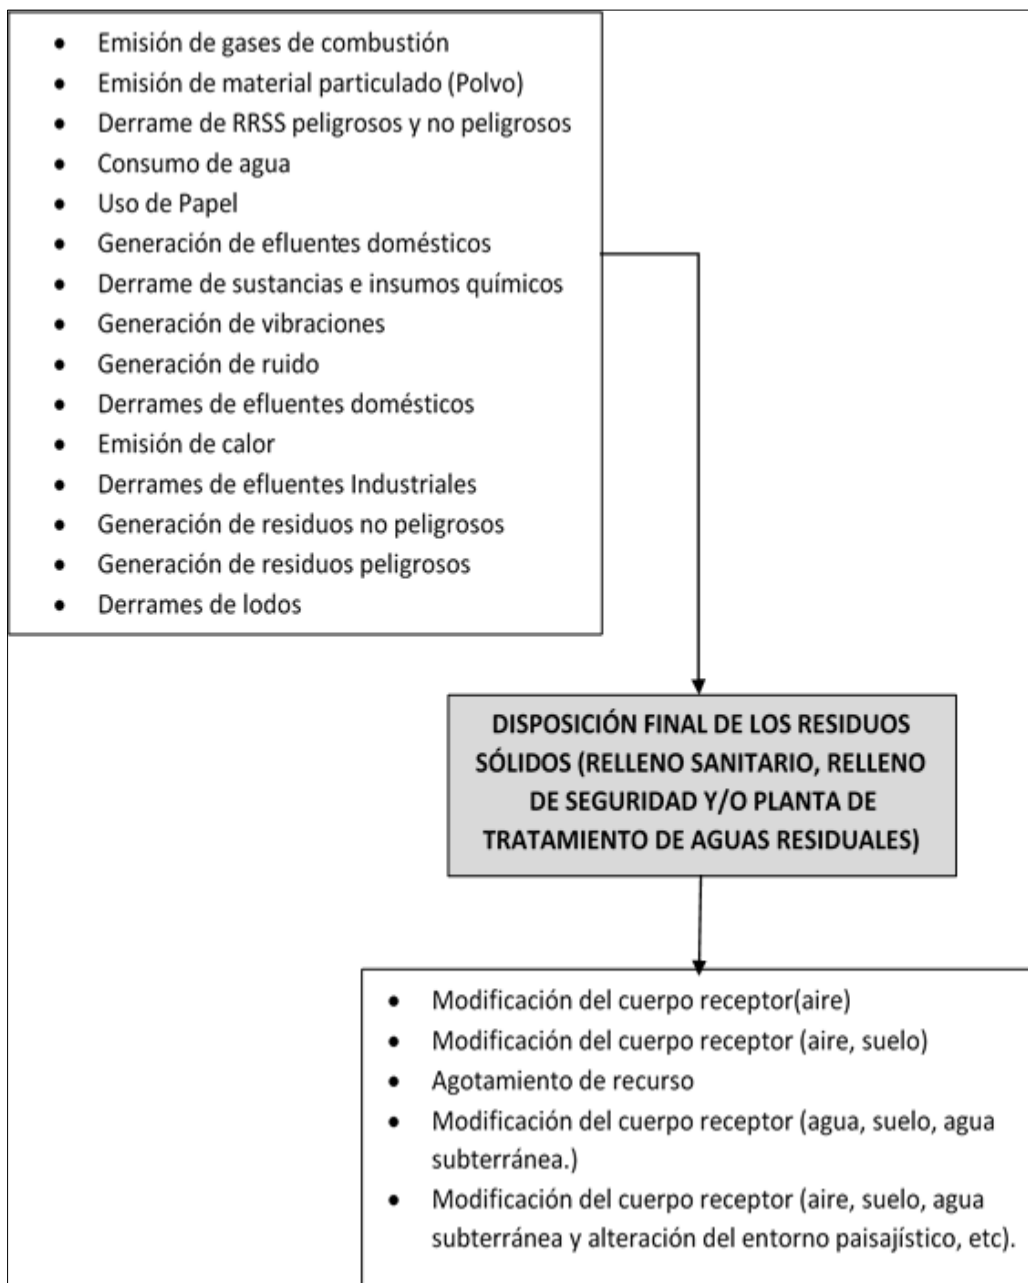 • Emisión de gases de combustión
• Emisión de material particulado (Polvo)
• Derrame de RRSS peligrosos y no peligrosos
• Consumo de agua
• Uso de Papel
• Generación de efluentes domésticos
• Derrame de sustancias e insumos químicos
• Generación de vibraciones
• Generación de ruido
• Derrames de efluentes domésticos
• Emisión de calor
• Derrames de efluentes Industriales
• Generación de residuos no peligrosos
• Generación de residuos peligrosos
• Derrames de lodos
DISPOSICIÓN FINAL DE LOS RESIDUOS
SÓLIDOS (RELLENO SANITARIO, RELLENO
DE SEGURIDAD Y/O PLANTA DE
TRATAMIENTO DE AGUAS RESIDUALES)
• Modificación del cuerpo receptor(aire)
• Modificación del cuerpo receptor (aire, suelo)
• Agotamiento de recurso
• Modificación del cuerpo receptor (agua, suelo, agua
subterránea.)
• Modificación del cuerpo receptor (aire, suelo, agua
subterránea y alteración del entorno paisajístico, etc).